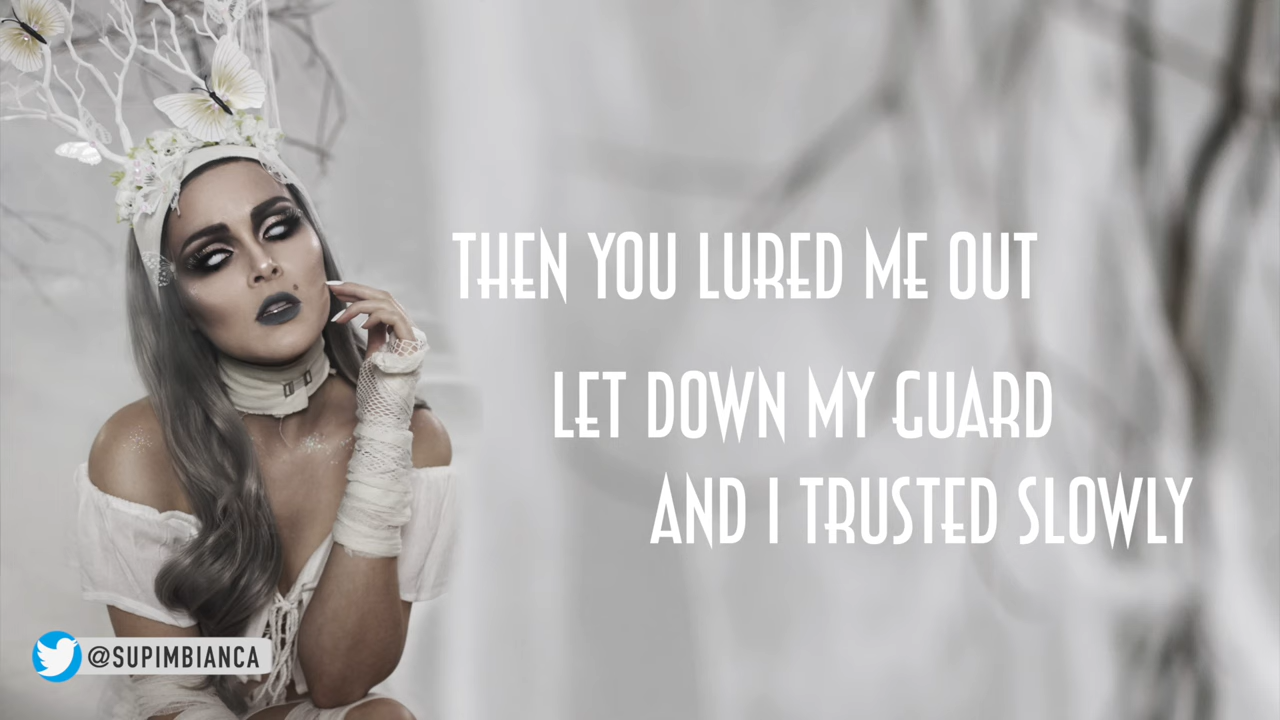 THEN YOU LURED ME OUT
LET DOWN MY GUARD
AND I TRUSTED SLOWLY
@SUPIMBIANCA